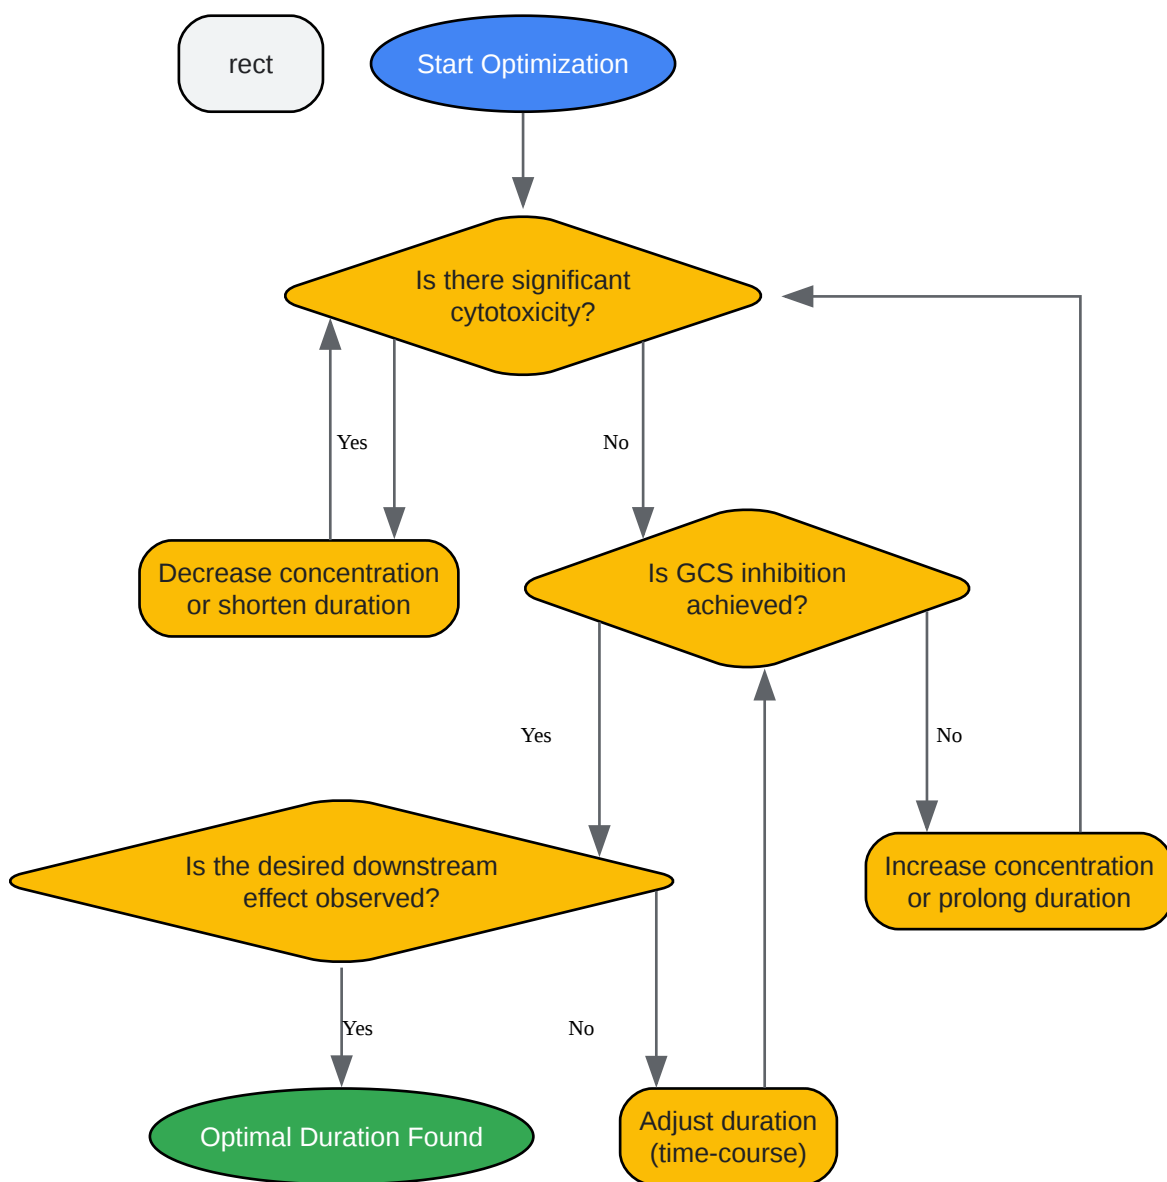 rect
Start Optimization
Is there significant
cytotoxicity?
Yes
No
Decrease concentration
or shorten duration
Is GCS inhibition
achieved?
Yes
No
Is the desired downstream
effect observed?
Increase concentration
or prolong duration
Yes
No
Optimal Duration Found
Adjust duration
(time-course)